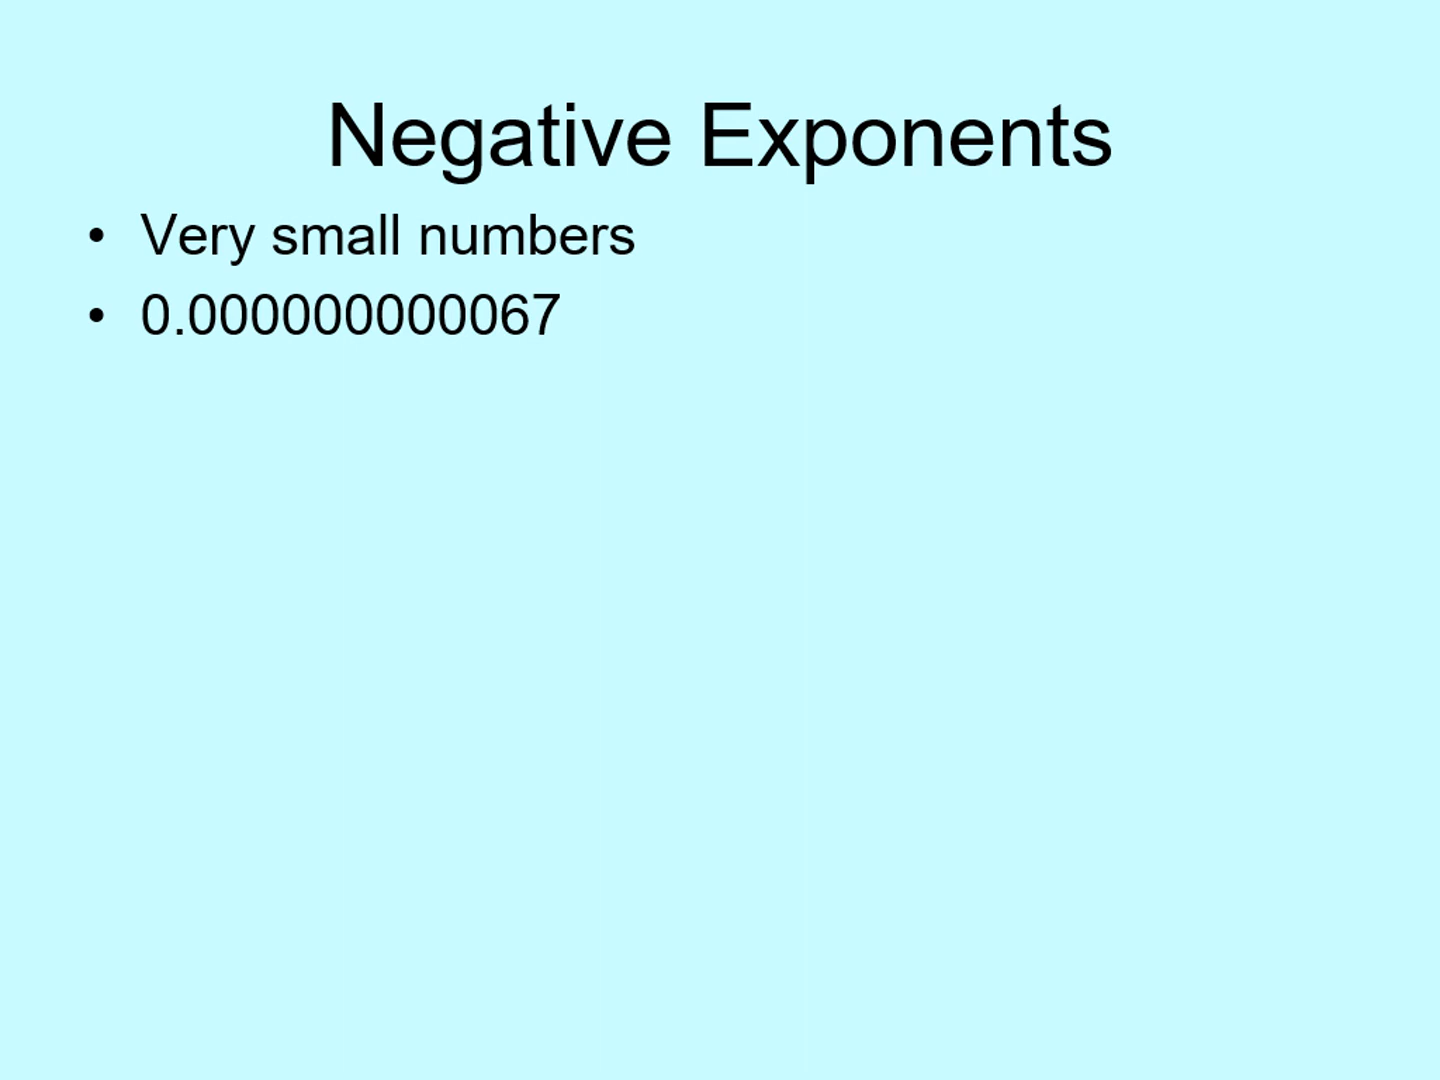 Negative Exponents
• Very small numbers
• 0.000000000067